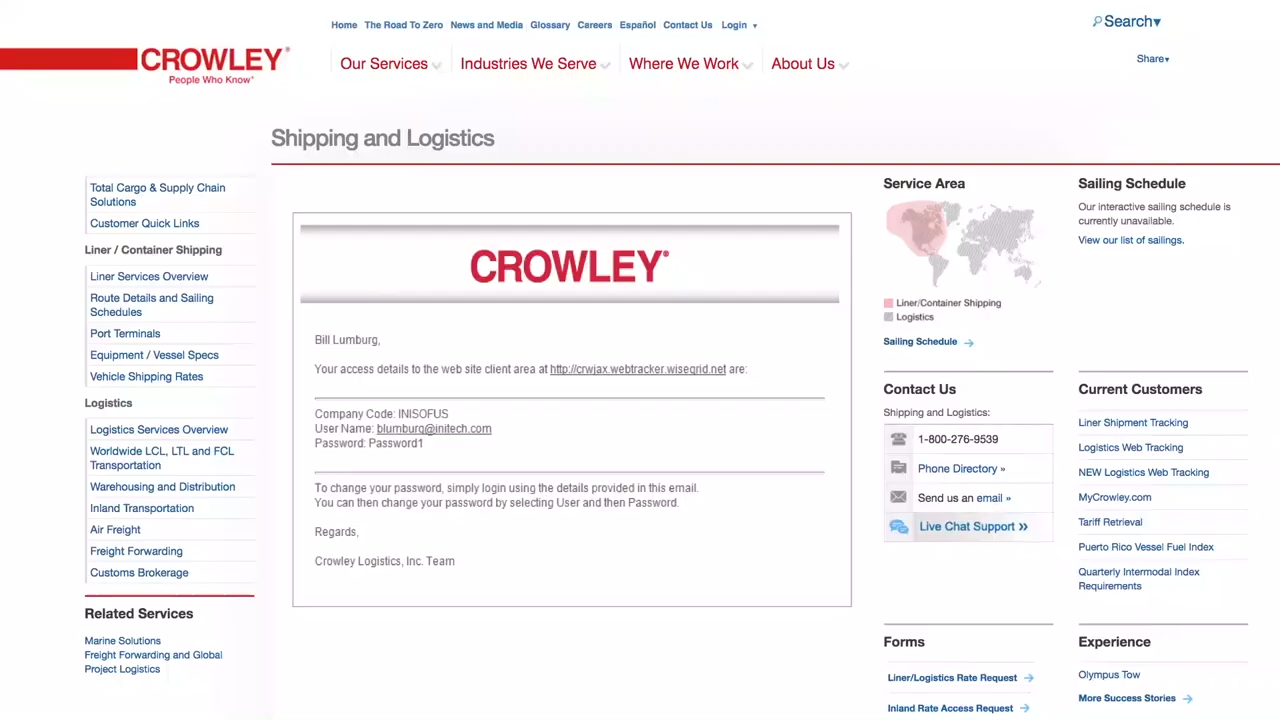 Home The Road To Zero News and Media Glossary Careers Español Contact Us Login
Search
CROWLEY®
People Who Know®
Our Services Industries We Serve Where We Work About Us
Share
Shipping and Logistics
Total Cargo & Supply Chain
Solutions
Customer Quick Links
Liner / Container Shipping
Liner Services Overview
Route Details and Sailing
Schedules
Port Terminals
Equipment / Vessel Specs
Vehicle Shipping Rates
Logistics
Logistics Services Overview
Worldwide LCL, LTL and FCL
Transportation
Warehousing and Distribution
Inland Transportation
Air Freight
Freight Forwarding
Customs Brokerage
Related Services
Marine Solutions
Freight Forwarding and Global
Project Logistics
CROWLEY®
Bill Lumburg,
Your access details to the web site client area at http://crwjax.webtracker.wisegrid.net are:
Company Code: INISOFUS
User Name: blumburg@initech.com
Password: Password1
To change your password, simply login using the details provided in this email.
You can then change your password by selecting User and then Password.
Regards,
Crowley Logistics, Inc. Team
Service Area
Liner/Container Shipping
Logistics
Sailing Schedule
Contact Us
Shipping and Logistics:
1-800-276-9539
Phone Directory »
Send us an email »
Live Chat Support »
Forms
Liner/Logistics Rate Request
Inland Rate Access Request
Sailing Schedule
Our interactive sailing schedule is
currently unavailable.
View our list of sailings.
Current Customers
Liner Shipment Tracking
Logistics Web Tracking
NEW Logistics Web Tracking
MyCrowley.com
Tariff Retrieval
Puerto Rico Vessel Fuel Index
Quarterly Intermodal Index
Requirements
Experience
Olympus Tow
More Success Stories